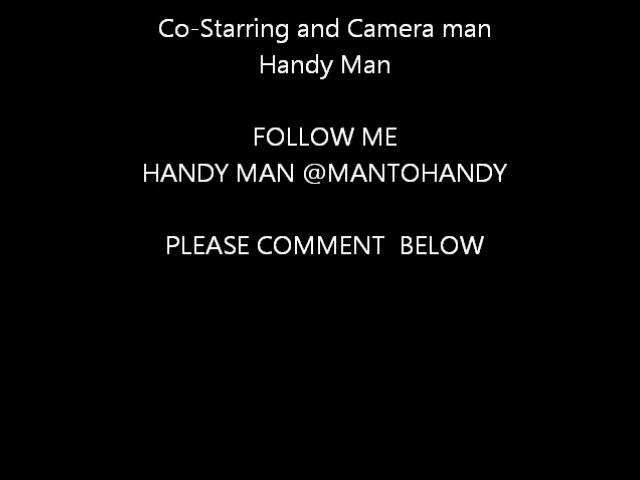 Co-Starring and Camera man
Handy Man
FOLLOW ME
HANDY MAN @MANTOHANDY
PLEASE COMMENT  BELOW